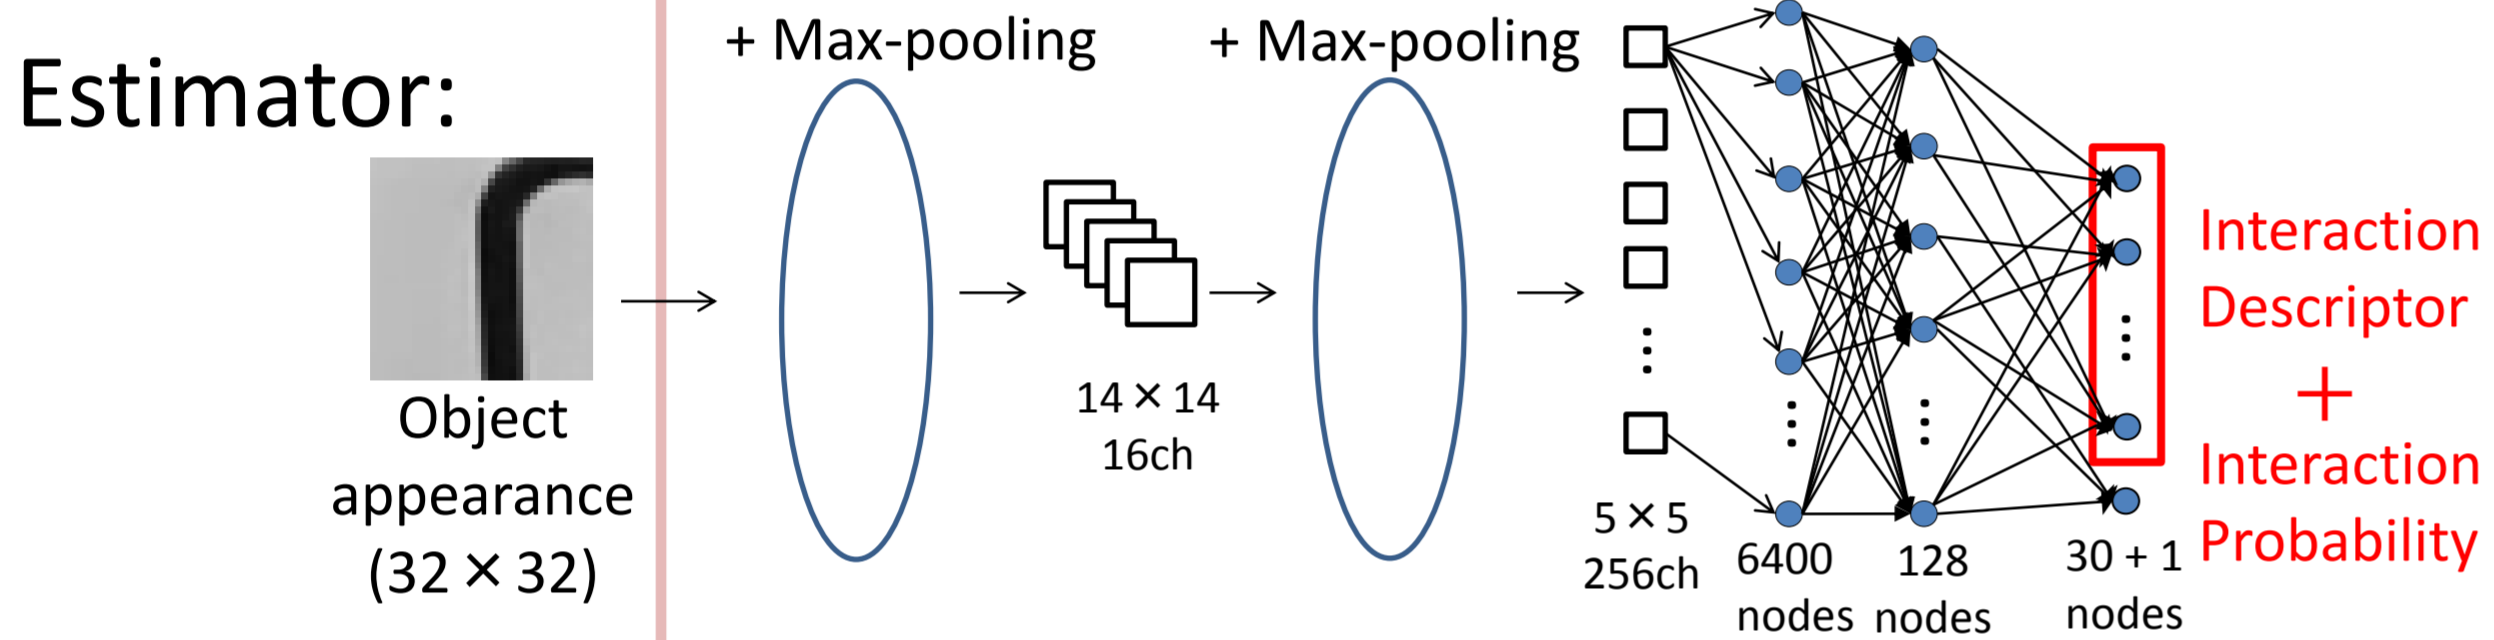 Estimator:
Object
appearance
(32 × 32)
+ Max-pooling
14 × 14
16ch
+ Max-pooling
5 × 5
256ch
6400
nodes
128
nodes
30 + 1
nodes
Interaction
Descriptor
+
Interaction
Probability